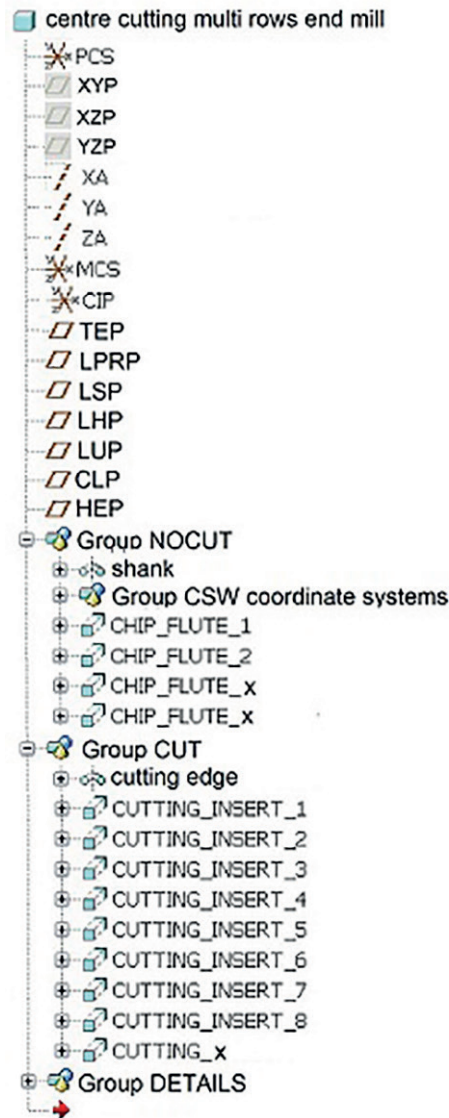 centre cutting multi rows end mill
PCS
XYP
XZP
YZP
XA
YA
ZA
MCS
CIP
TEP
LPRP
LSP
LHP
LUP
CLP
HEP
Group NOCUT
shank
Group CSW coordinate systems
CHIP_FLUTE_1
CHIP_FLUTE_2
CHIP_FLUTE_x
CHIP_FLUTE_x
Group CUT
cutting edge
CUTTING_INSERT_1
CUTTING_INSERT_2
CUTTING_INSERT_3
CUTTING_INSERT_4
CUTTING_INSERT_5
CUTTING_INSERT_6
CUTTING_INSERT_7
CUTTING_INSERT_8
CUTTING_x
Group DETAILS